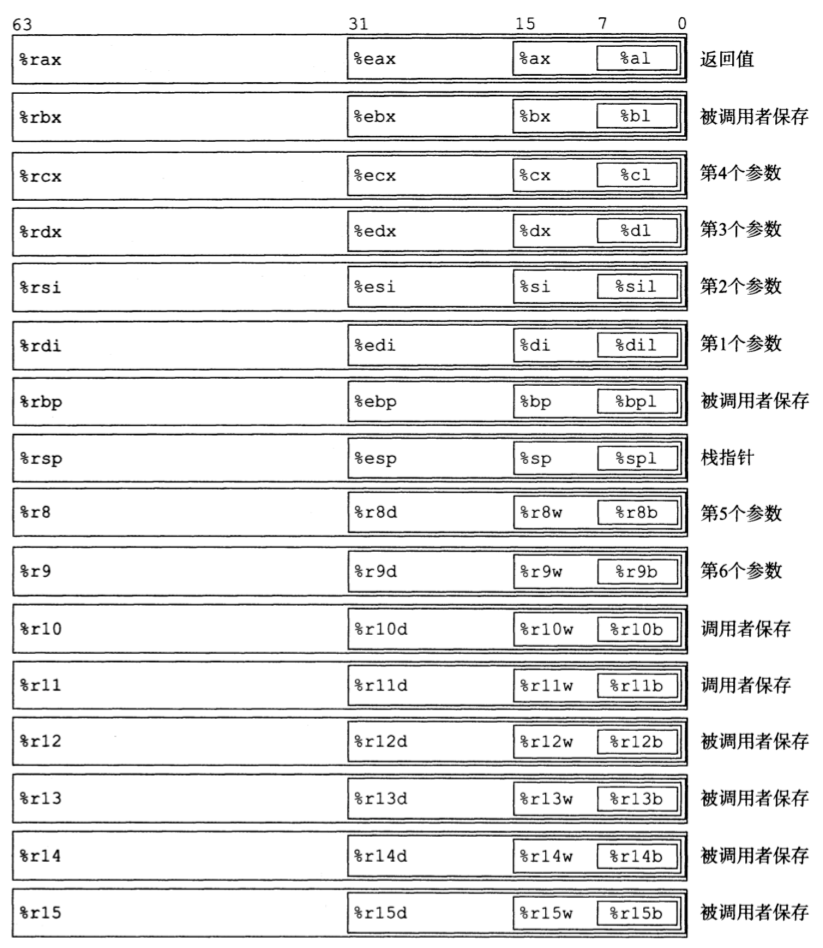 63 31 15 7 0
%rax %eax %ax %al 返回值
%rbx %ebx %bx %bl 被调用者保存
%rcx %ecx %cx %cl 第4个参数
%rdx %edx %dx %dl 第3个参数
%rsi %esi %si %sil 第2个参数
%rdi %edi %di %dil 第1个参数
%rbp %ebp %bp %bpl 被调用者保存
%rsp %esp %sp %spl 栈指针
%r8 %r8d %r8w %r8b 第5个参数
%r9 %r9d %r9w %r9b 第6个参数
%r10 %r10d %r10w %r10b 调用者保存
%r11 %r11d %r11w %r11b 调用者保存
%r12 %r12d %r12w %r12b 被调用者保存
%r13 %r13d %r13w %r13b 被调用者保存
%r14 %r14d %r14w %r14b 被调用者保存
%r15 %r15d %r15w %r15b 被调用者保存